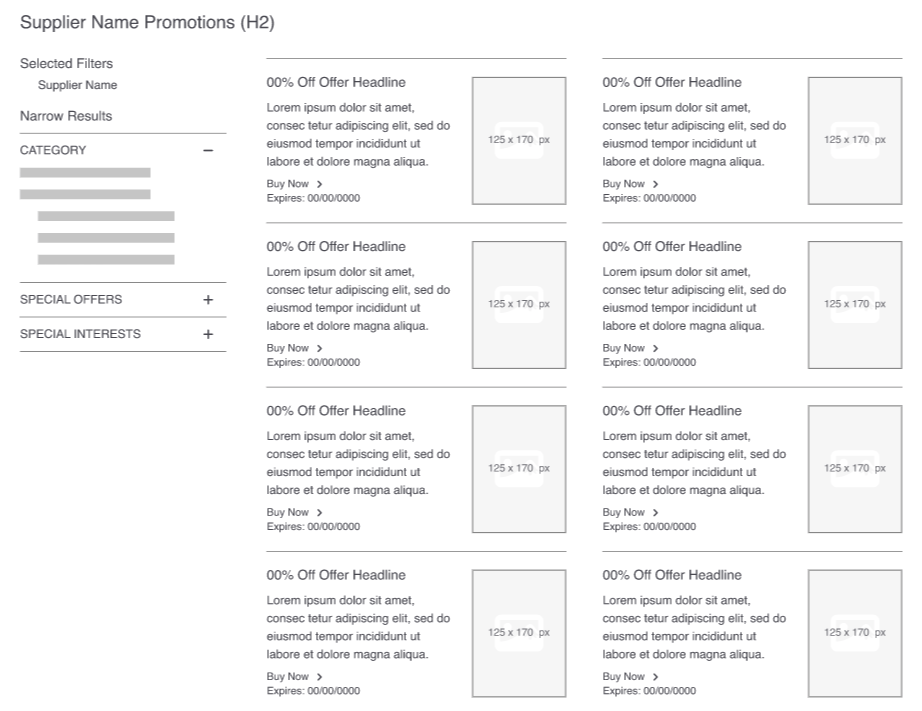 Supplier Name Promotions (H2)
Selected Filters
Supplier Name
Narrow Results
CATEGORY −
SPECIAL OFFERS +
SPECIAL INTERESTS +
00% Off Offer Headline
Lorem ipsum dolor sit amet,
consec tetur adipiscing elit, sed do
eiusmod tempor incididunt ut
labore et dolore magna aliqua.
Buy Now >
Expires: 00/00/0000
125 x 170 px
00% Off Offer Headline
Lorem ipsum dolor sit amet,
consec tetur adipiscing elit, sed do
eiusmod tempor incididunt ut
labore et dolore magna aliqua.
Buy Now >
Expires: 00/00/0000
125 x 170 px
00% Off Offer Headline
Lorem ipsum dolor sit amet,
consec tetur adipiscing elit, sed do
eiusmod tempor incididunt ut
labore et dolore magna aliqua.
Buy Now >
Expires: 00/00/0000
125 x 170 px
00% Off Offer Headline
Lorem ipsum dolor sit amet,
consec tetur adipiscing elit, sed do
eiusmod tempor incididunt ut
labore et dolore magna aliqua.
Buy Now >
Expires: 00/00/0000
125 x 170 px
00% Off Offer Headline
Lorem ipsum dolor sit amet,
consec tetur adipiscing elit, sed do
eiusmod tempor incididunt ut
labore et dolore magna aliqua.
Buy Now >
Expires: 00/00/0000
125 x 170 px
00% Off Offer Headline
Lorem ipsum dolor sit amet,
consec tetur adipiscing elit, sed do
eiusmod tempor incididunt ut
labore et dolore magna aliqua.
Buy Now >
Expires: 00/00/0000
125 x 170 px
00% Off Offer Headline
Lorem ipsum dolor sit amet,
consec tetur adipiscing elit, sed do
eiusmod tempor incididunt ut
labore et dolore magna aliqua.
Buy Now >
Expires: 00/00/0000
125 x 170 px
00% Off Offer Headline
Lorem ipsum dolor sit amet,
consec tetur adipiscing elit, sed do
eiusmod tempor incididunt ut
labore et dolore magna aliqua.
Buy Now >
Expires: 00/00/0000
125 x 170 px